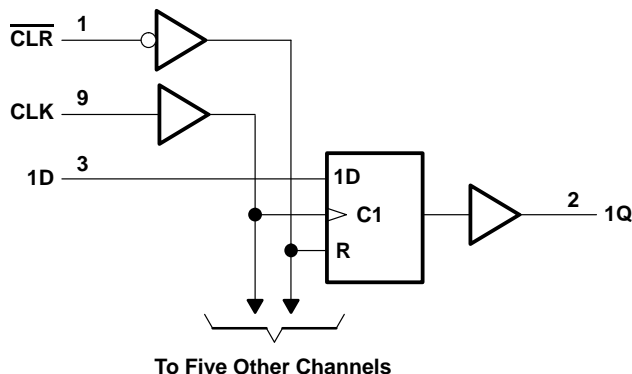 CLR 1
CLK 9
1D 3
1D
C1
R
2 1Q
To Five Other Channels